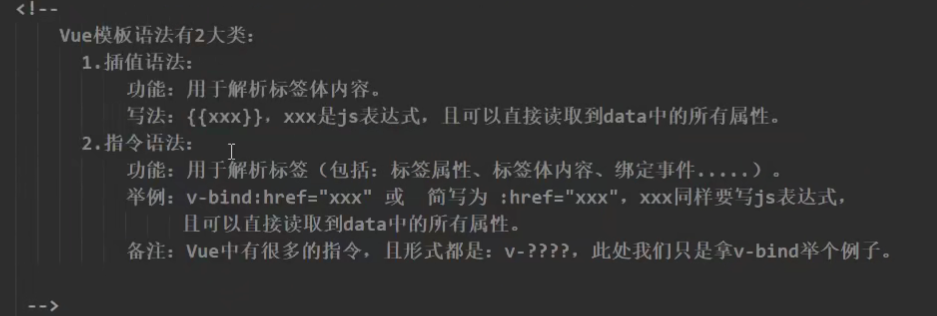 <!--
Vue模板语法有2大类：
1.插值语法：
功能：用于解析标签体内容。
写法：{{xxx}}，xxx是js表达式，且可以直接读取到data中的所有属性。
2.指令语法：
功能：用于解析标签（包括：标签属性、标签体内容、绑定事件.....）。
举例：v-bind:href="xxx" 或  简写为 :href="xxx"，xxx同样要写js表达式，
且可以直接读取到data中的所有属性。
备注：Vue中有很多的指令，且形式都是：v-????，此处我们只是拿v-bind举个例子。
-->